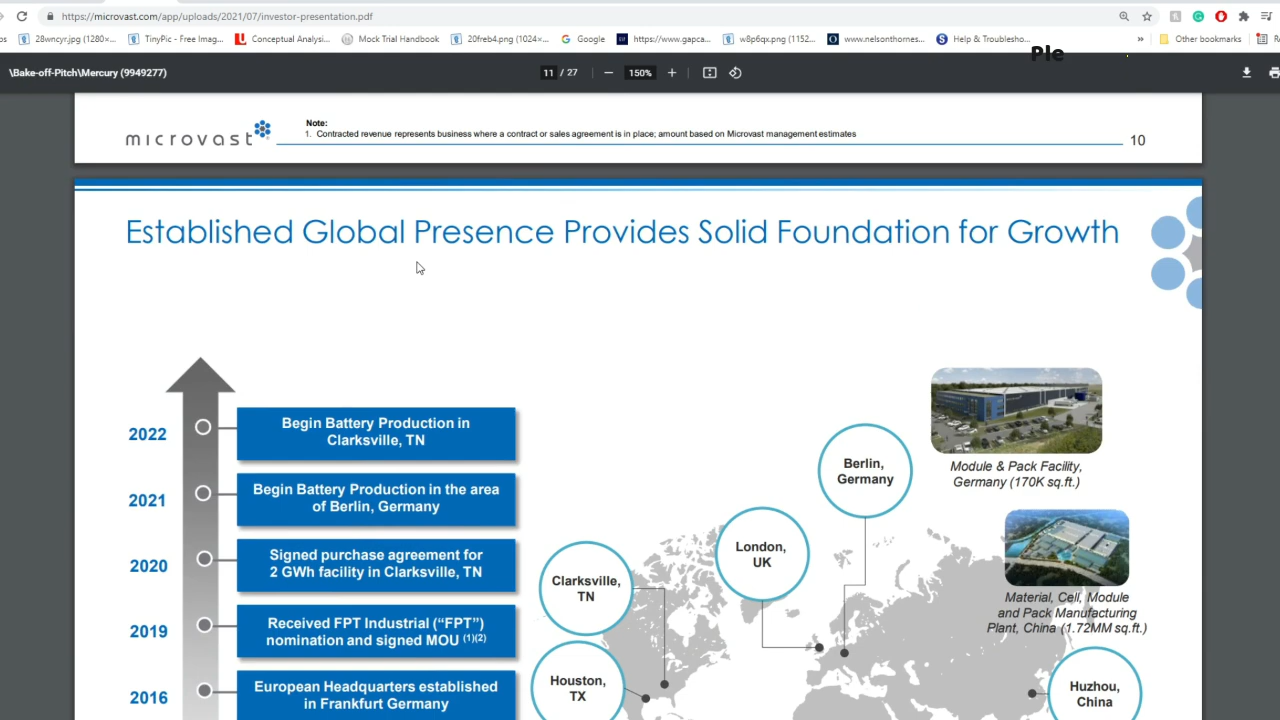 https://microvast.com/app/uploads/2021/07/investor-presentation.pdf
28wncyr.jpg (1280×...
TinyPic - Free Imag...
Conceptual Analysi...
Mock Trial Handbook
20freb4.png (1024×...
Google
https://www.gapca...
w8p6qx.png (1152...
www.nelsonthornes...
Help & Troublesho...
»
Other bookmarks
Ple
\Bake-off-Pitch\Mercury (9949277)
11 / 27
150%
microvast
Note:
1. Contracted revenue represents business where a contract or sales agreement is in place; amount based on Microvast management estimates
10
Established Global Presence Provides Solid Foundation for Growth
2022
Begin Battery Production in
Clarksville, TN
2021
Begin Battery Production in the area
of Berlin, Germany
2020
Signed purchase agreement for
2 GWh facility in Clarksville, TN
2019
Received FPT Industrial (“FPT”)
nomination and signed MOU (1)(2)
2016
European Headquarters established
in Frankfurt Germany
Clarksville,
TN
Houston,
TX
London,
UK
Berlin,
Germany
Module & Pack Facility,
Germany (170K sq.ft.)
Material, Cell, Module
and Pack Manufacturing
Plant, China (1.72MM sq.ft.)
Huzhou,
China